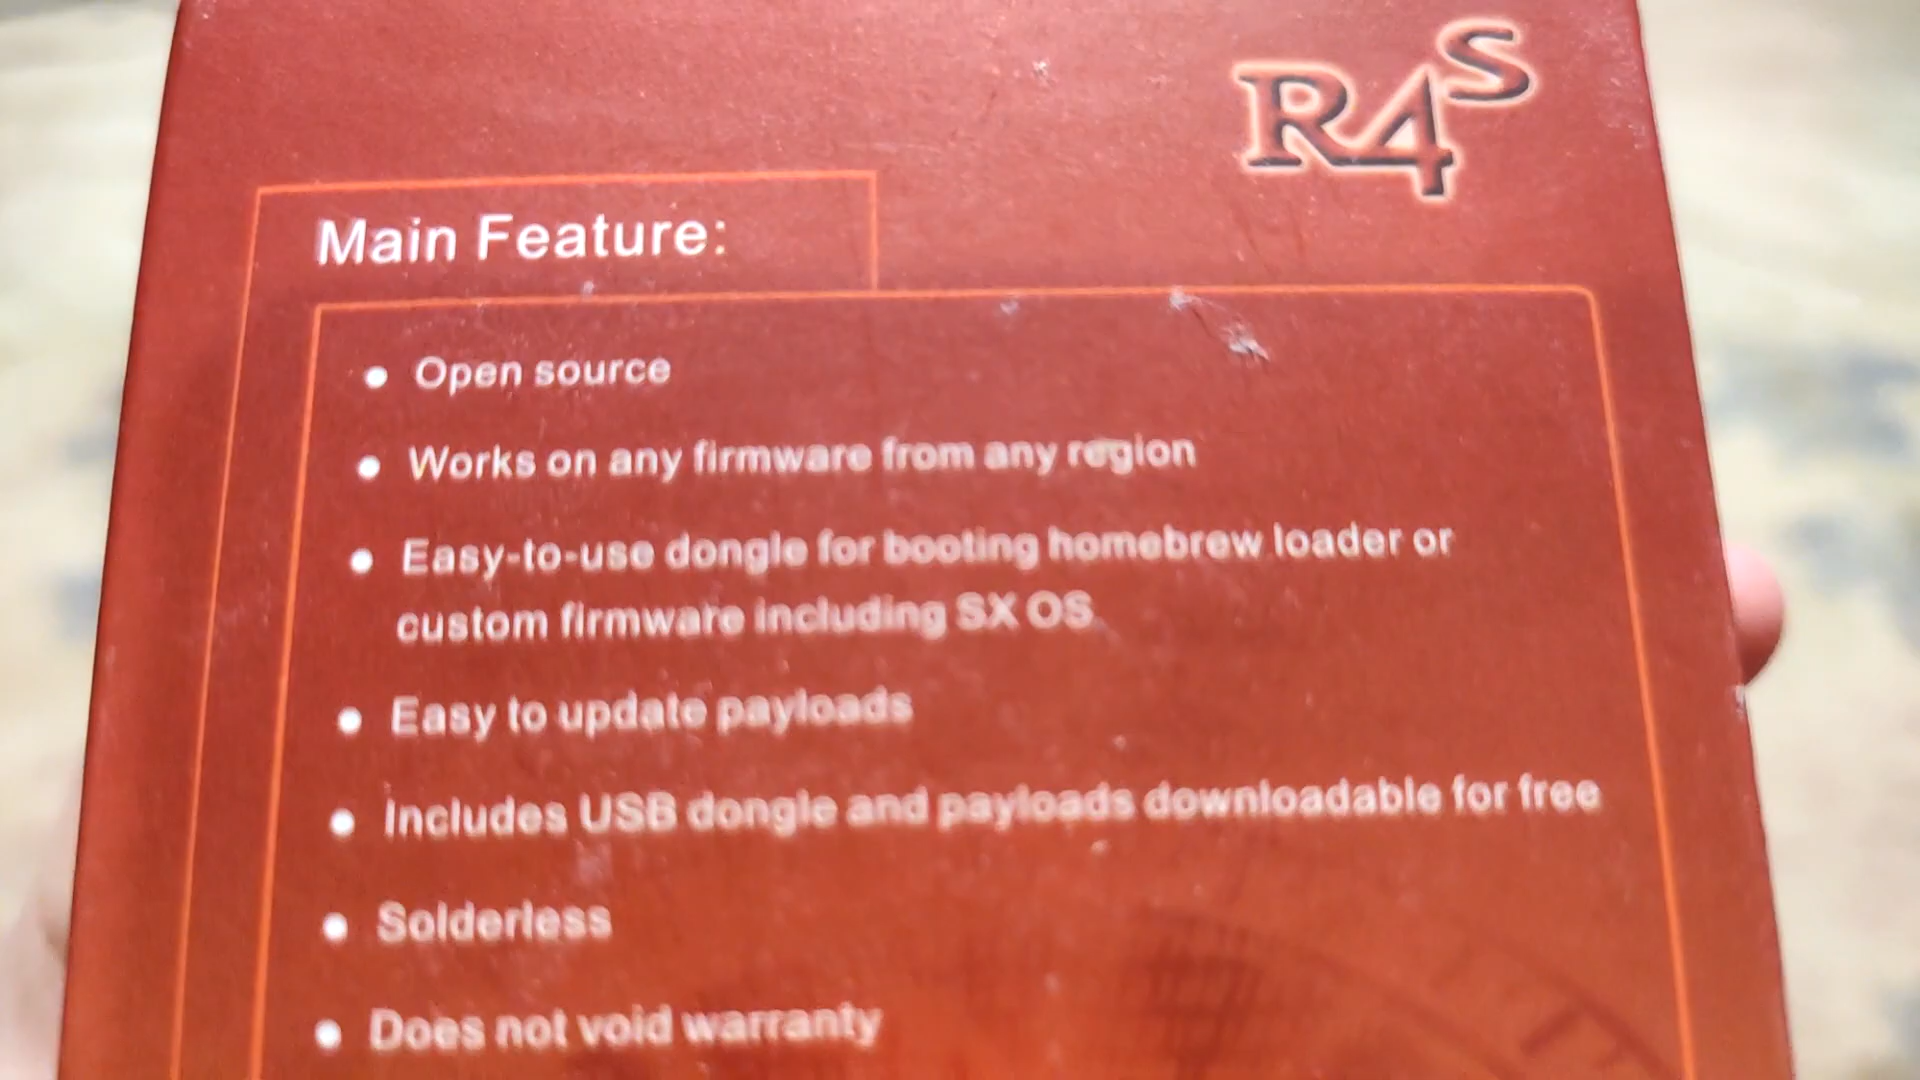 R4S
Main Feature:
• Open source
• Works on any firmware from any region
• Easy-to-use dongle for booting homebrew loader or
custom firmware including SX OS
• Easy to update payloads
• Includes USB dongle and payloads downloadable for free
• Solderless
• Does not void warranty